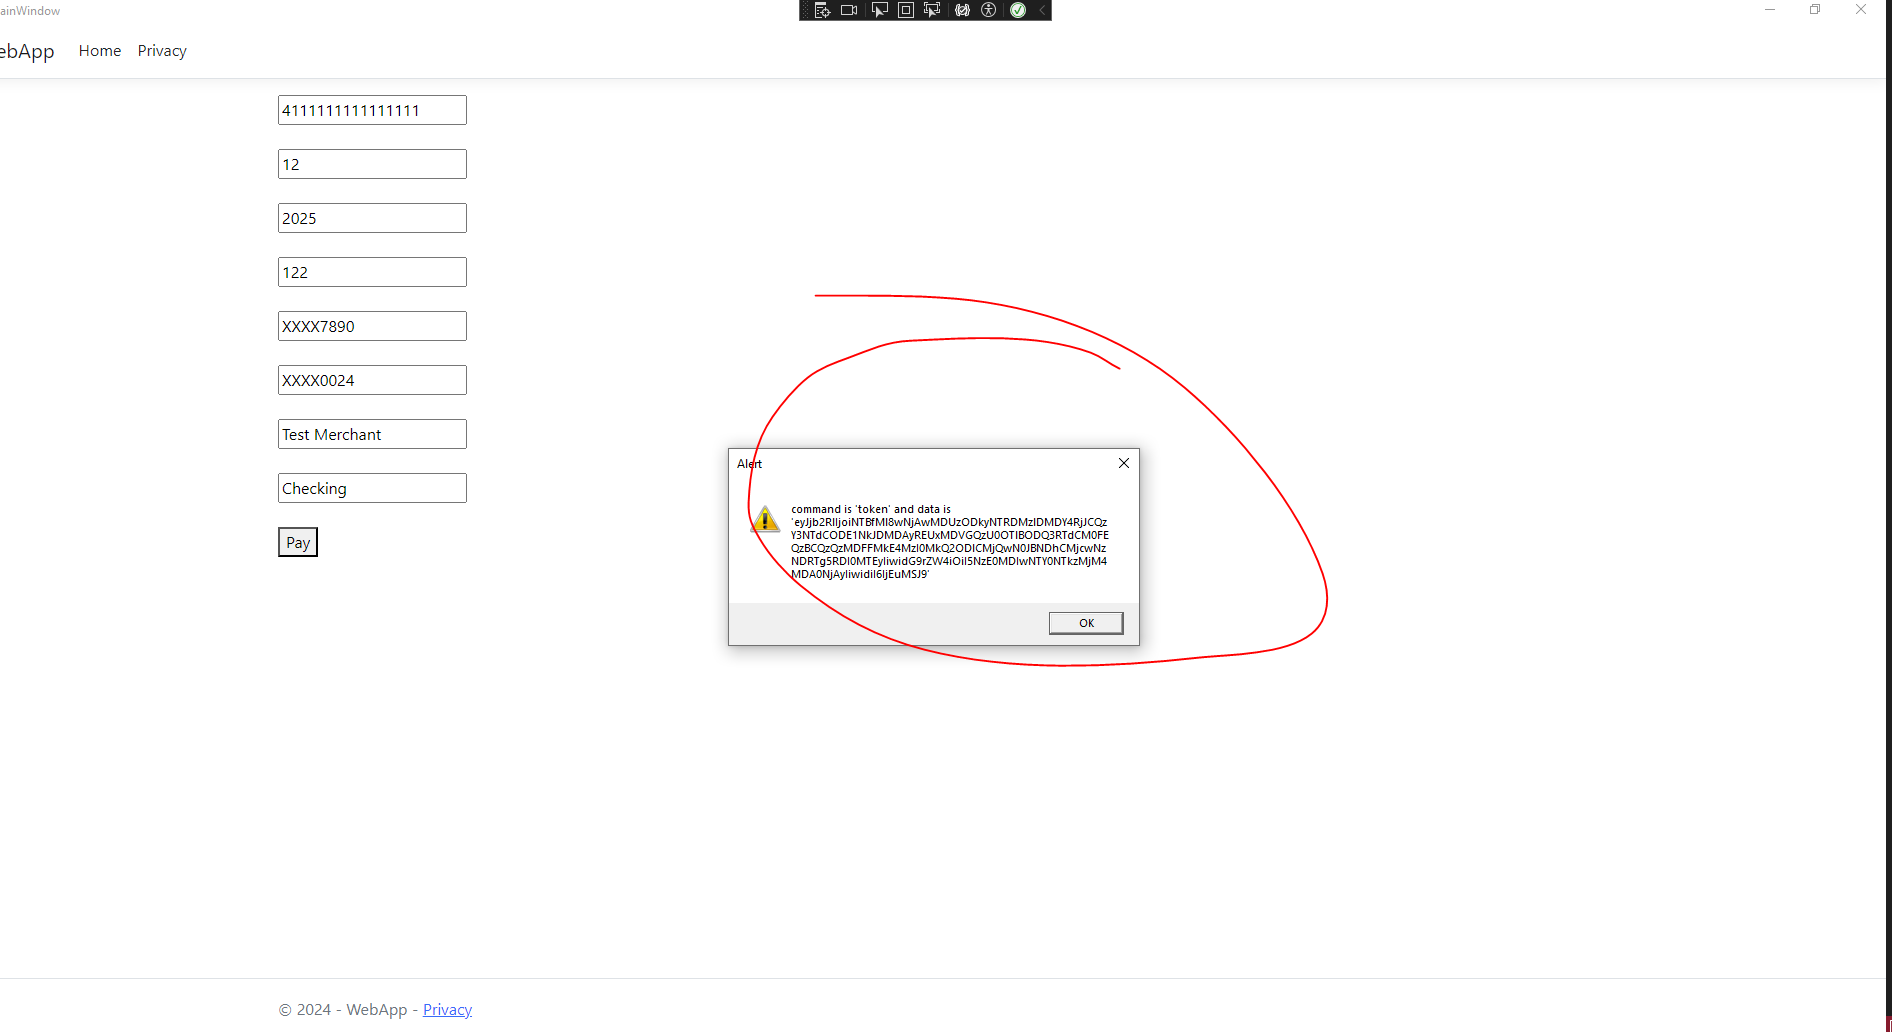 ainWindow
ebApp Home Privacy
4111111111111111
12
2025
122
XXXX7890
XXXX0024
Test Merchant
Checking
Pay
Alert
command is 'token' and data is
OK
© 2024 - WebApp - Privacy